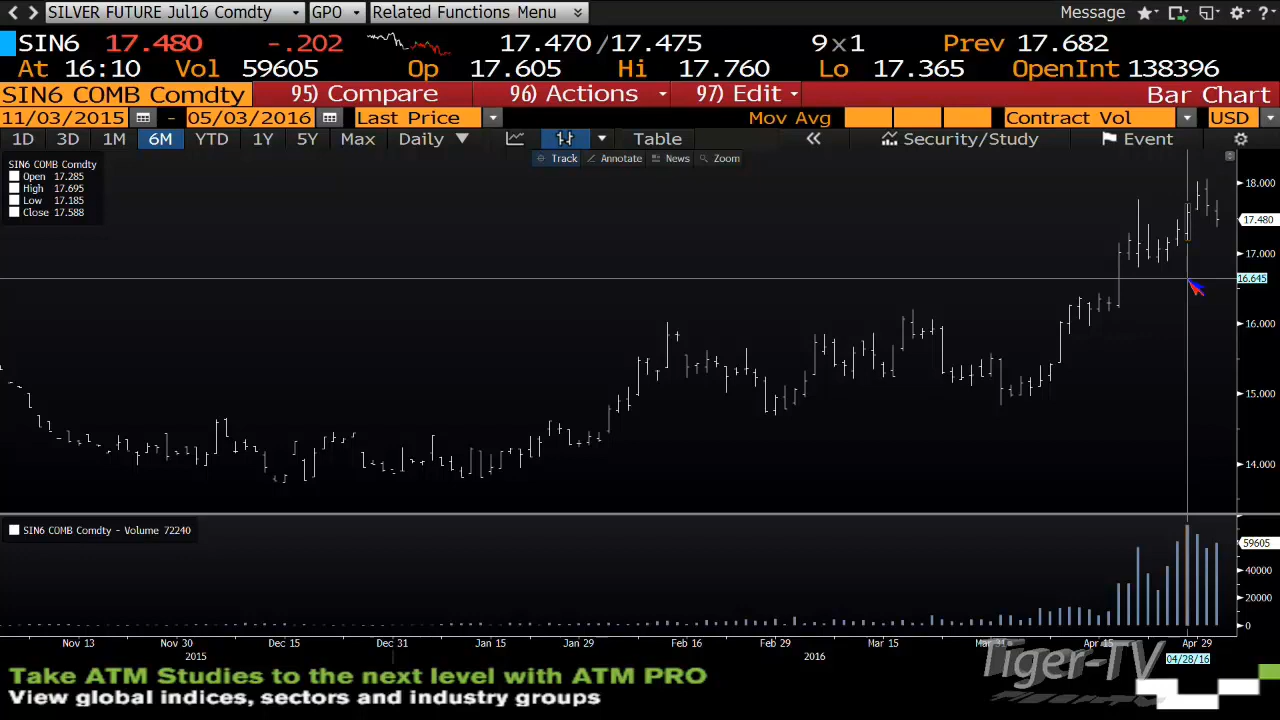 SILVER FUTURE Jul16 Comdty GPO Related Functions Menu Message ?
SIN6 17.480 -.202 17.470/17.475 9x1 Prev 17.682
At 16:10 Vol 59605 Op 17.605 Hi 17.760 Lo 17.365 OpenInt 138396
SIN6 COMB Comdty 95) Compare 96) Actions 97) Edit Bar Chart
11/03/2015 - 05/03/2016 Last Price Mov Avg Contract Vol USD
1D 3D 1M 6M YTD 1Y 5Y Max Daily Table « Security/Study Event
Track Annotate News Zoom
SIN6 COMB Comdty
Open 17.285
High 17.695
Low 17.185
Close 17.588
18.000
17.480
17.000
16.645
16.000
15.000
14.000
SIN6 COMB Comdty - Volume 72240
59605
40000
20000
0
Nov 13 Nov 30 Dec 15 Dec 31 Jan 15 Jan 29 Feb 16 Feb 29 Mar 15 Mar 31 Apr 15 Apr 29
2015 2016 04/28/16
Tiger-TV
Take ATM Studies to the next level with ATM PRO
View global indices, sectors and industry groups